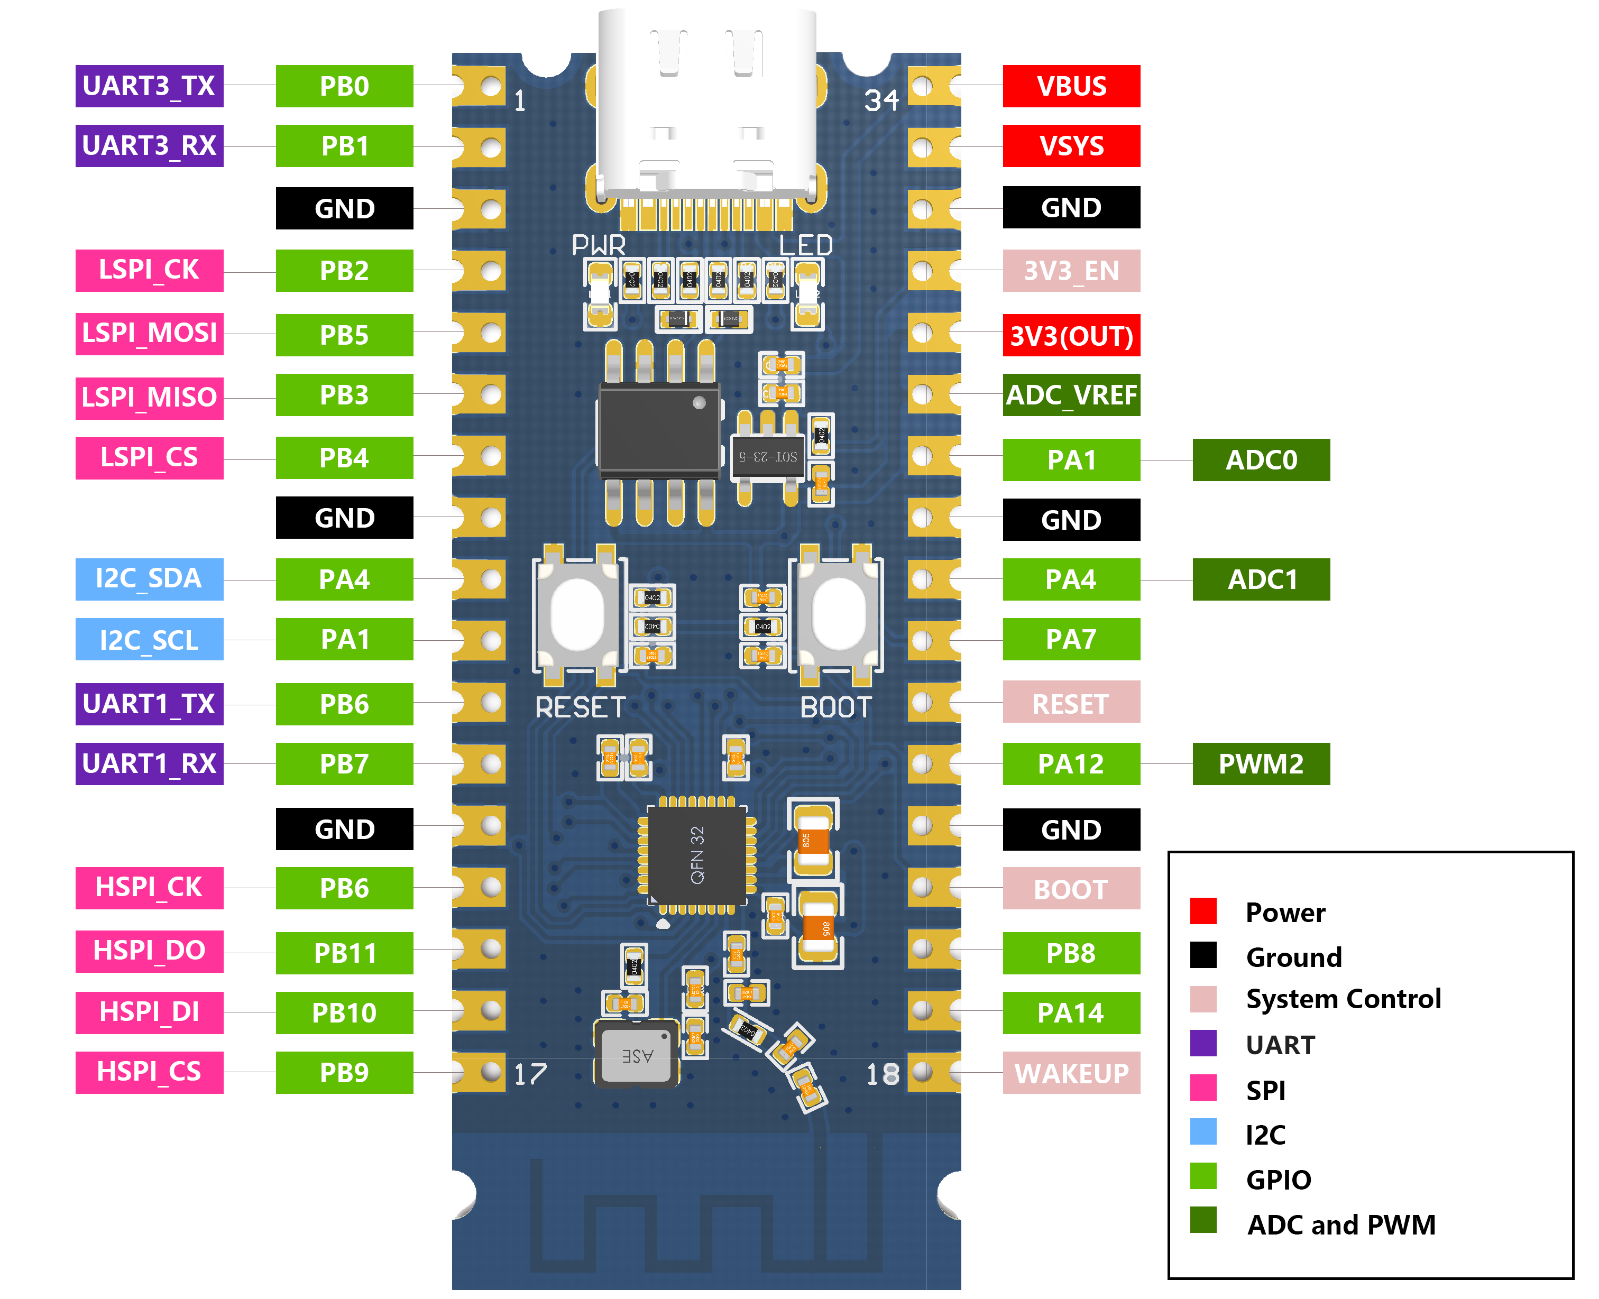 UART3_TX PB0 1 34 VBUS
UART3_RX PB1 VSYS
GND GND
PWR LED
LSPI_CK PB2 3V3_EN
LSPI_MOSI PB5 3V3(OUT)
LSPI_MISO PB3 ADC_VREF
LSPI_CS PB4 SOT-23-5 PA1 ADC0
GND GND
I2C_SDA PA4 PA4 ADC1
I2C_SCL PA1 PA7
UART1_TX PB6 RESET BOOT RESET
UART1_RX PB7 PA12 PWM2
GND GND
QFN 32
805
HSPI_CK PB6 BOOT
805
HSPI_DO PB11 PB8
HSPI_DI PB10 PA14
ASE
HSPI_CS PB9 17 18 WAKEUP
Power
Ground
System Control
UART
SPI
I2C
GPIO
ADC and PWM